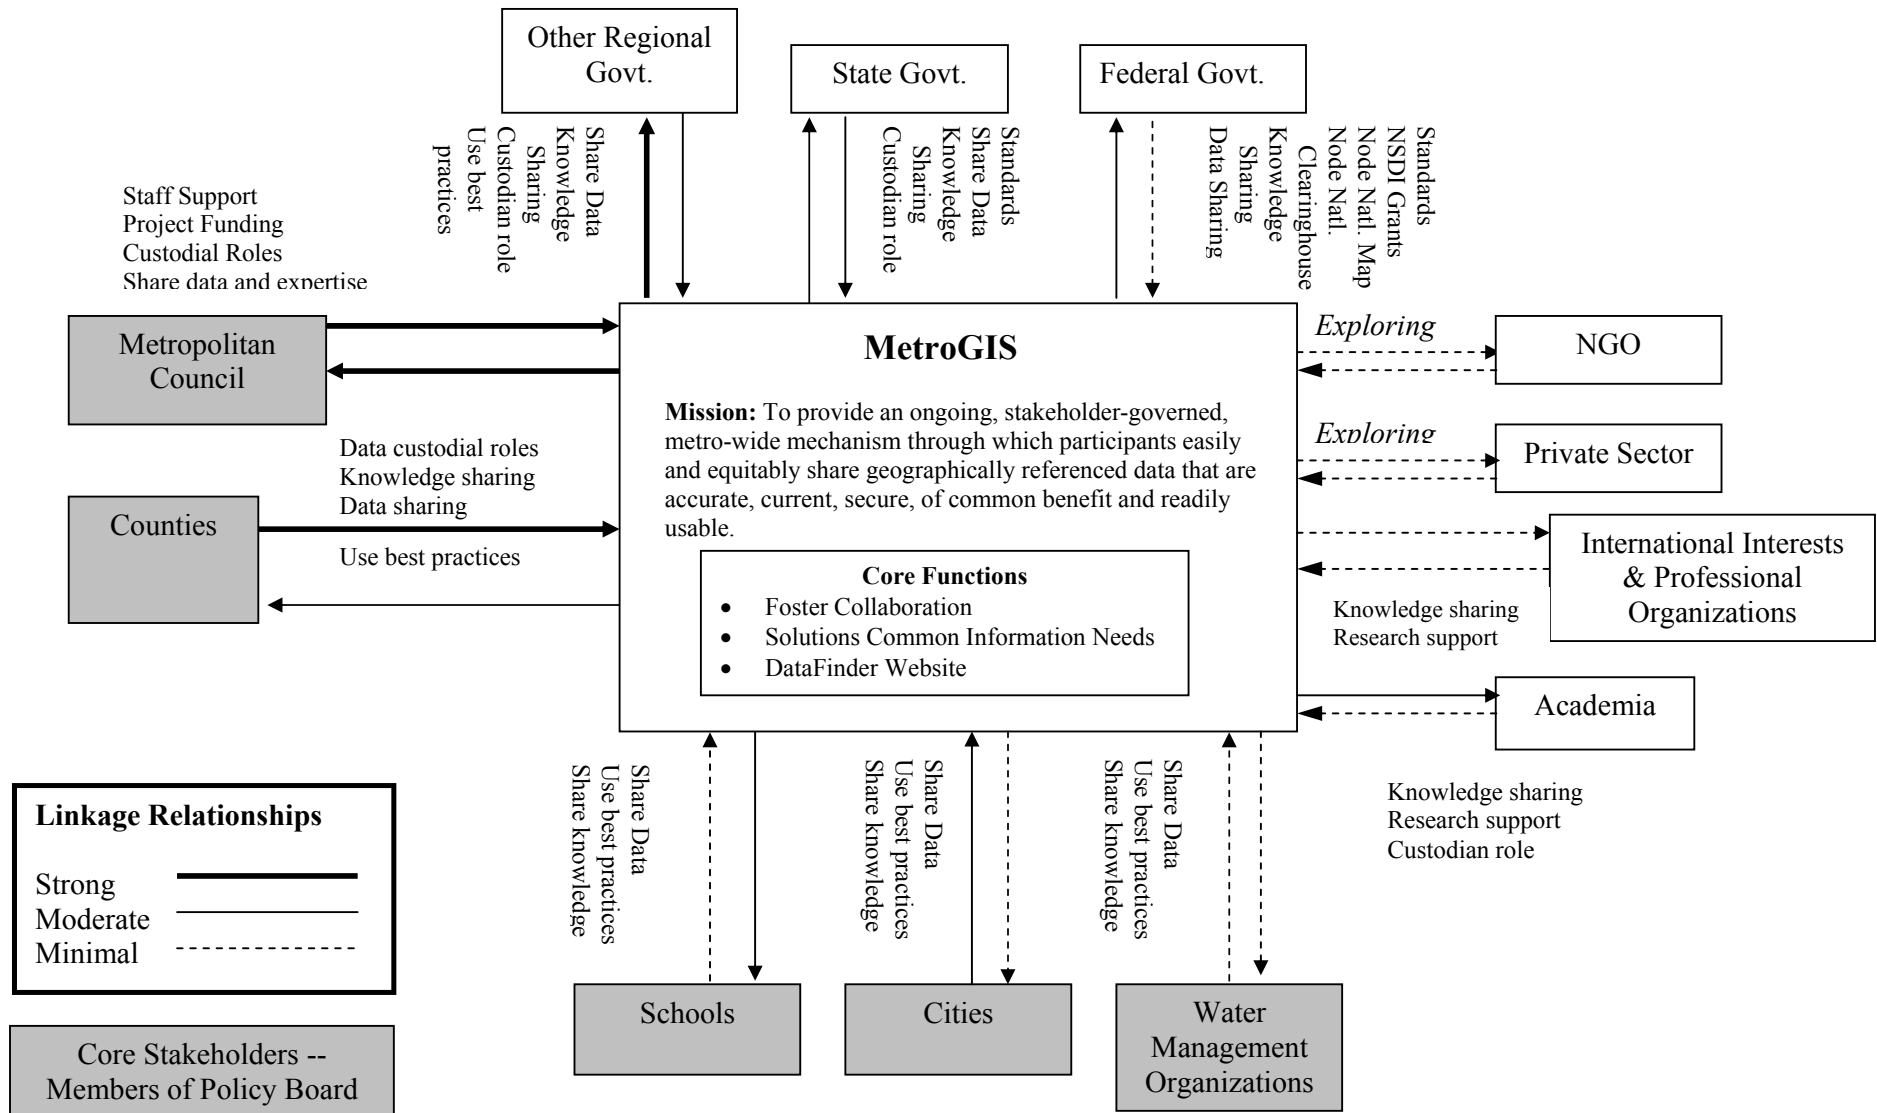 Other Regional
Govt.
State Govt.
Federal Govt.
Share Data
Knowledge
Sharing
Custodian role
Use best
practices
Standards
Share Data
Knowledge
Sharing
Custodian role
Standards
NSDI Grants
Node Natl. Map
Node Natl.
Clearinghouse
Knowledge
Sharing
Data Sharing
Staff Support
Project Funding
Custodial Roles
Share data and expertise
Metropolitan
Council
Data custodial roles
Knowledge sharing
Data sharing
Counties
Use best practices
MetroGIS
Mission: To provide an ongoing, stakeholder-governed,
metro-wide mechanism through which participants easily
and equitably share geographically referenced data that are
accurate, current, secure, of common benefit and readily
usable.
Core Functions
• Foster Collaboration
• Solutions Common Information Needs
• DataFinder Website
Exploring
NGO
Exploring
Private Sector
International Interests
& Professional
Organizations
Knowledge sharing
Research support
Academia
Knowledge sharing
Research support
Custodian role
Share Data
Use best practices
Share knowledge
Share Data
Use best practices
Share knowledge
Share Data
Use best practices
Share knowledge
Schools
Cities
Water
Management
Organizations
Linkage Relationships
Strong
Moderate
Minimal
Core Stakeholders --
Members of Policy Board